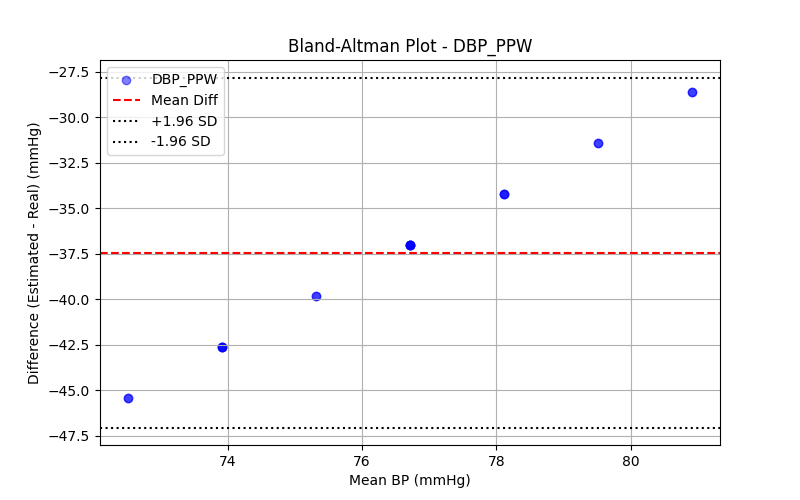 Bland-Altman Plot - DBP_PPW
DBP_PPW
Mean Diff
+1.96 SD
-1.96 SD
Difference (Estimated - Real) (mmHg)
−27.5
−30.0
−32.5
−35.0
−37.5
−40.0
−42.5
−45.0
−47.5
74
76
78
80
Mean BP (mmHg)